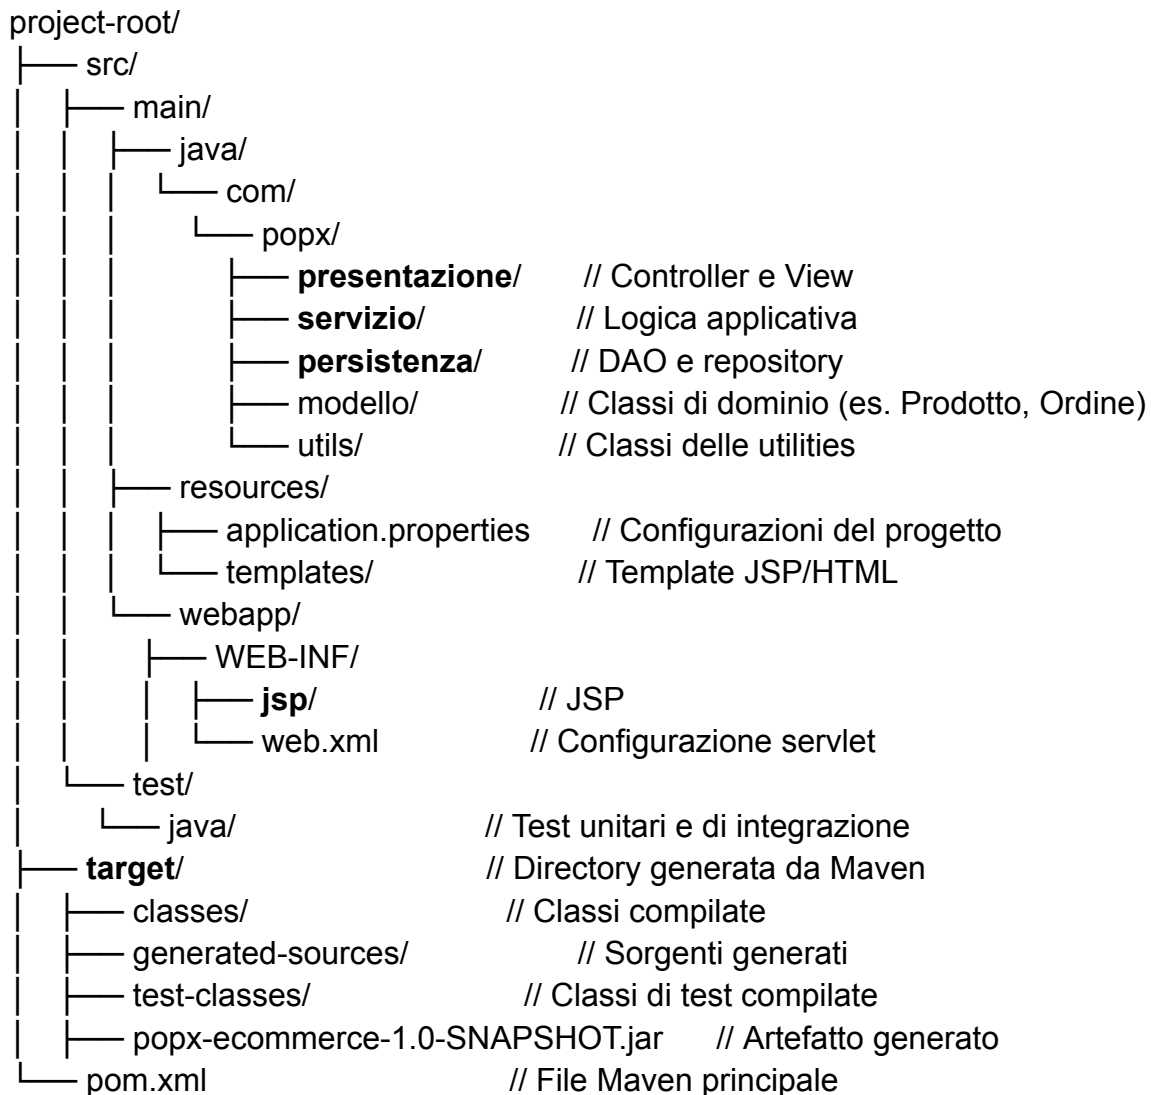 project-root/
├── src/
│ ├── main/
│ │ ├── java/
│ │ │ └── com/
│ │ │ └── popx/
│ │ │ ├── presentazione/ // Controller e View
│ │ │ ├── servizio/ // Logica applicativa
│ │ │ ├── persistenza/ // DAO e repository
│ │ │ ├── modello/ // Classi di dominio (es. Prodotto, Ordine)
│ │ │ └── utils/ // Classi delle utilities
│ │ ├── resources/
│ │ │ ├── application.properties // Configurazioni del progetto
│ │ │ └── templates/ // Template JSP/HTML
│ │ └── webapp/
│ │ ├── WEB-INF/
│ │ │ ├── jsp/ // JSP
│ │ │ └── web.xml // Configurazione servlet
│ └── test/
│ └── java/ // Test unitari e di integrazione
├── target/ // Directory generata da Maven
│ ├── classes/ // Classi compilate
│ ├── generated-sources/ // Sorgenti generati
│ ├── test-classes/ // Classi di test compilate
│ ├── popx-ecommerce-1.0-SNAPSHOT.jar // Artefatto generato
└── pom.xml // File Maven principale